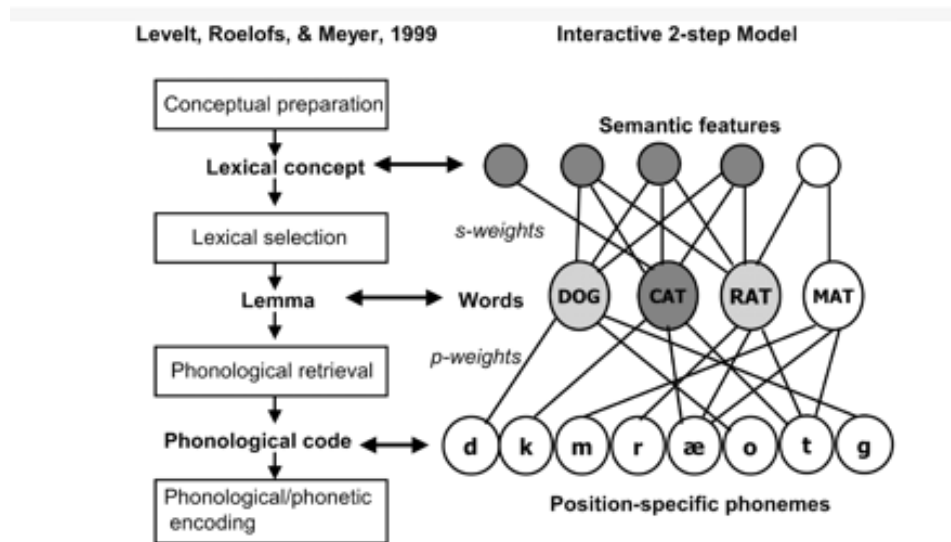 Levelt, Roelofs, & Meyer, 1999
Interactive 2-step Model
Conceptual preparation
Semantic features
Lexical concept
s-weights
Lexical selection
Lemma
Words
DOG
CAT
RAT
MAT
p-weights
Phonological retrieval
Phonological code
d
k
m
r
æ
o
t
g
Phonological/phonetic
encoding
Position-specific phonemes